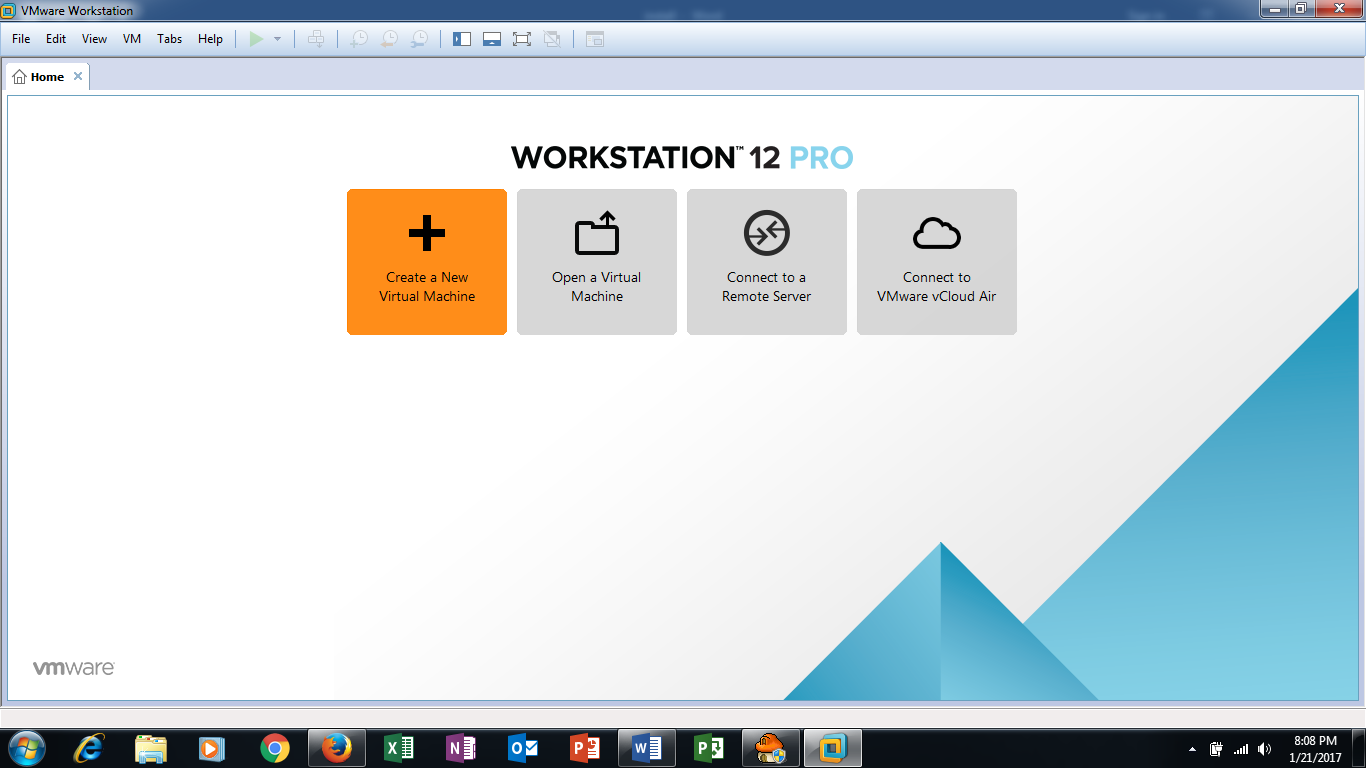 VMware Workstation
File Edit View VM Tabs Help
Home
WORKSTATION™ 12 PRO
Create a New
Virtual Machine
Open a Virtual
Machine
Connect to a
Remote Server
Connect to
VMware vCloud Air
vmware
8:08 PM
1/21/2017